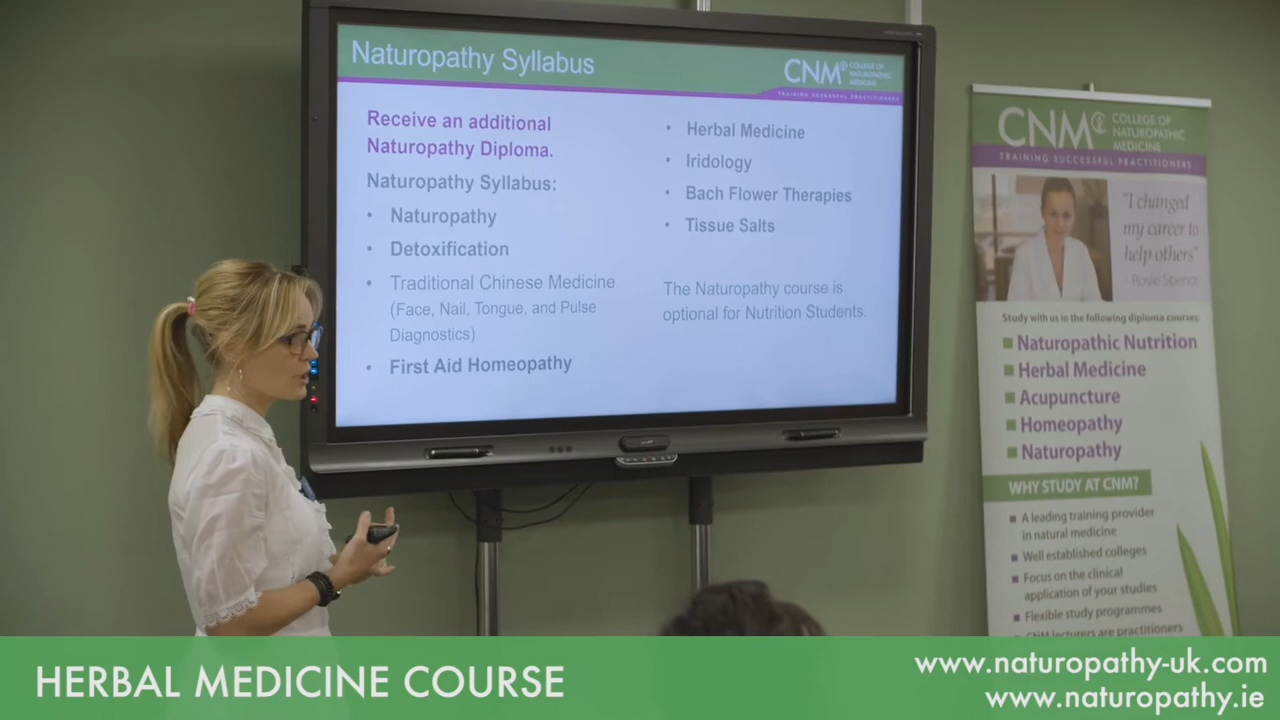 Naturopathy Syllabus
CNM
COLLEGE OF
NATUROPATHIC
MEDICINE
TRAINING SUCCESSFUL PRACTITIONERS
Receive an additional
Naturopathy Diploma.
Naturopathy Syllabus:
• Naturopathy
• Detoxification
• Traditional Chinese Medicine
(Face, Nail, Tongue, and Pulse
Diagnostics)
• First Aid Homeopathy
• Herbal Medicine
• Iridology
• Bach Flower Therapies
• Tissue Salts
The Naturopathy course is
optional for Nutrition Students.
CNM
COLLEGE OF
NATUROPATHIC
MEDICINE
TRAINING SUCCESSFUL PRACTITIONERS
"I changed
my career to
help others"
- Rosie Spence
Study with us in the following diploma courses:
Naturopathic Nutrition
Herbal Medicine
Acupuncture
Homeopathy
Naturopathy
WHY STUDY AT CNM?
A leading training provider
in natural medicine
Well established colleges
Focus on the clinical
application of your studies
Flexible study programmes
CNM lecturers are practitioners
HERBAL MEDICINE COURSE
www.naturopathy-uk.com
www.naturopathy.ie